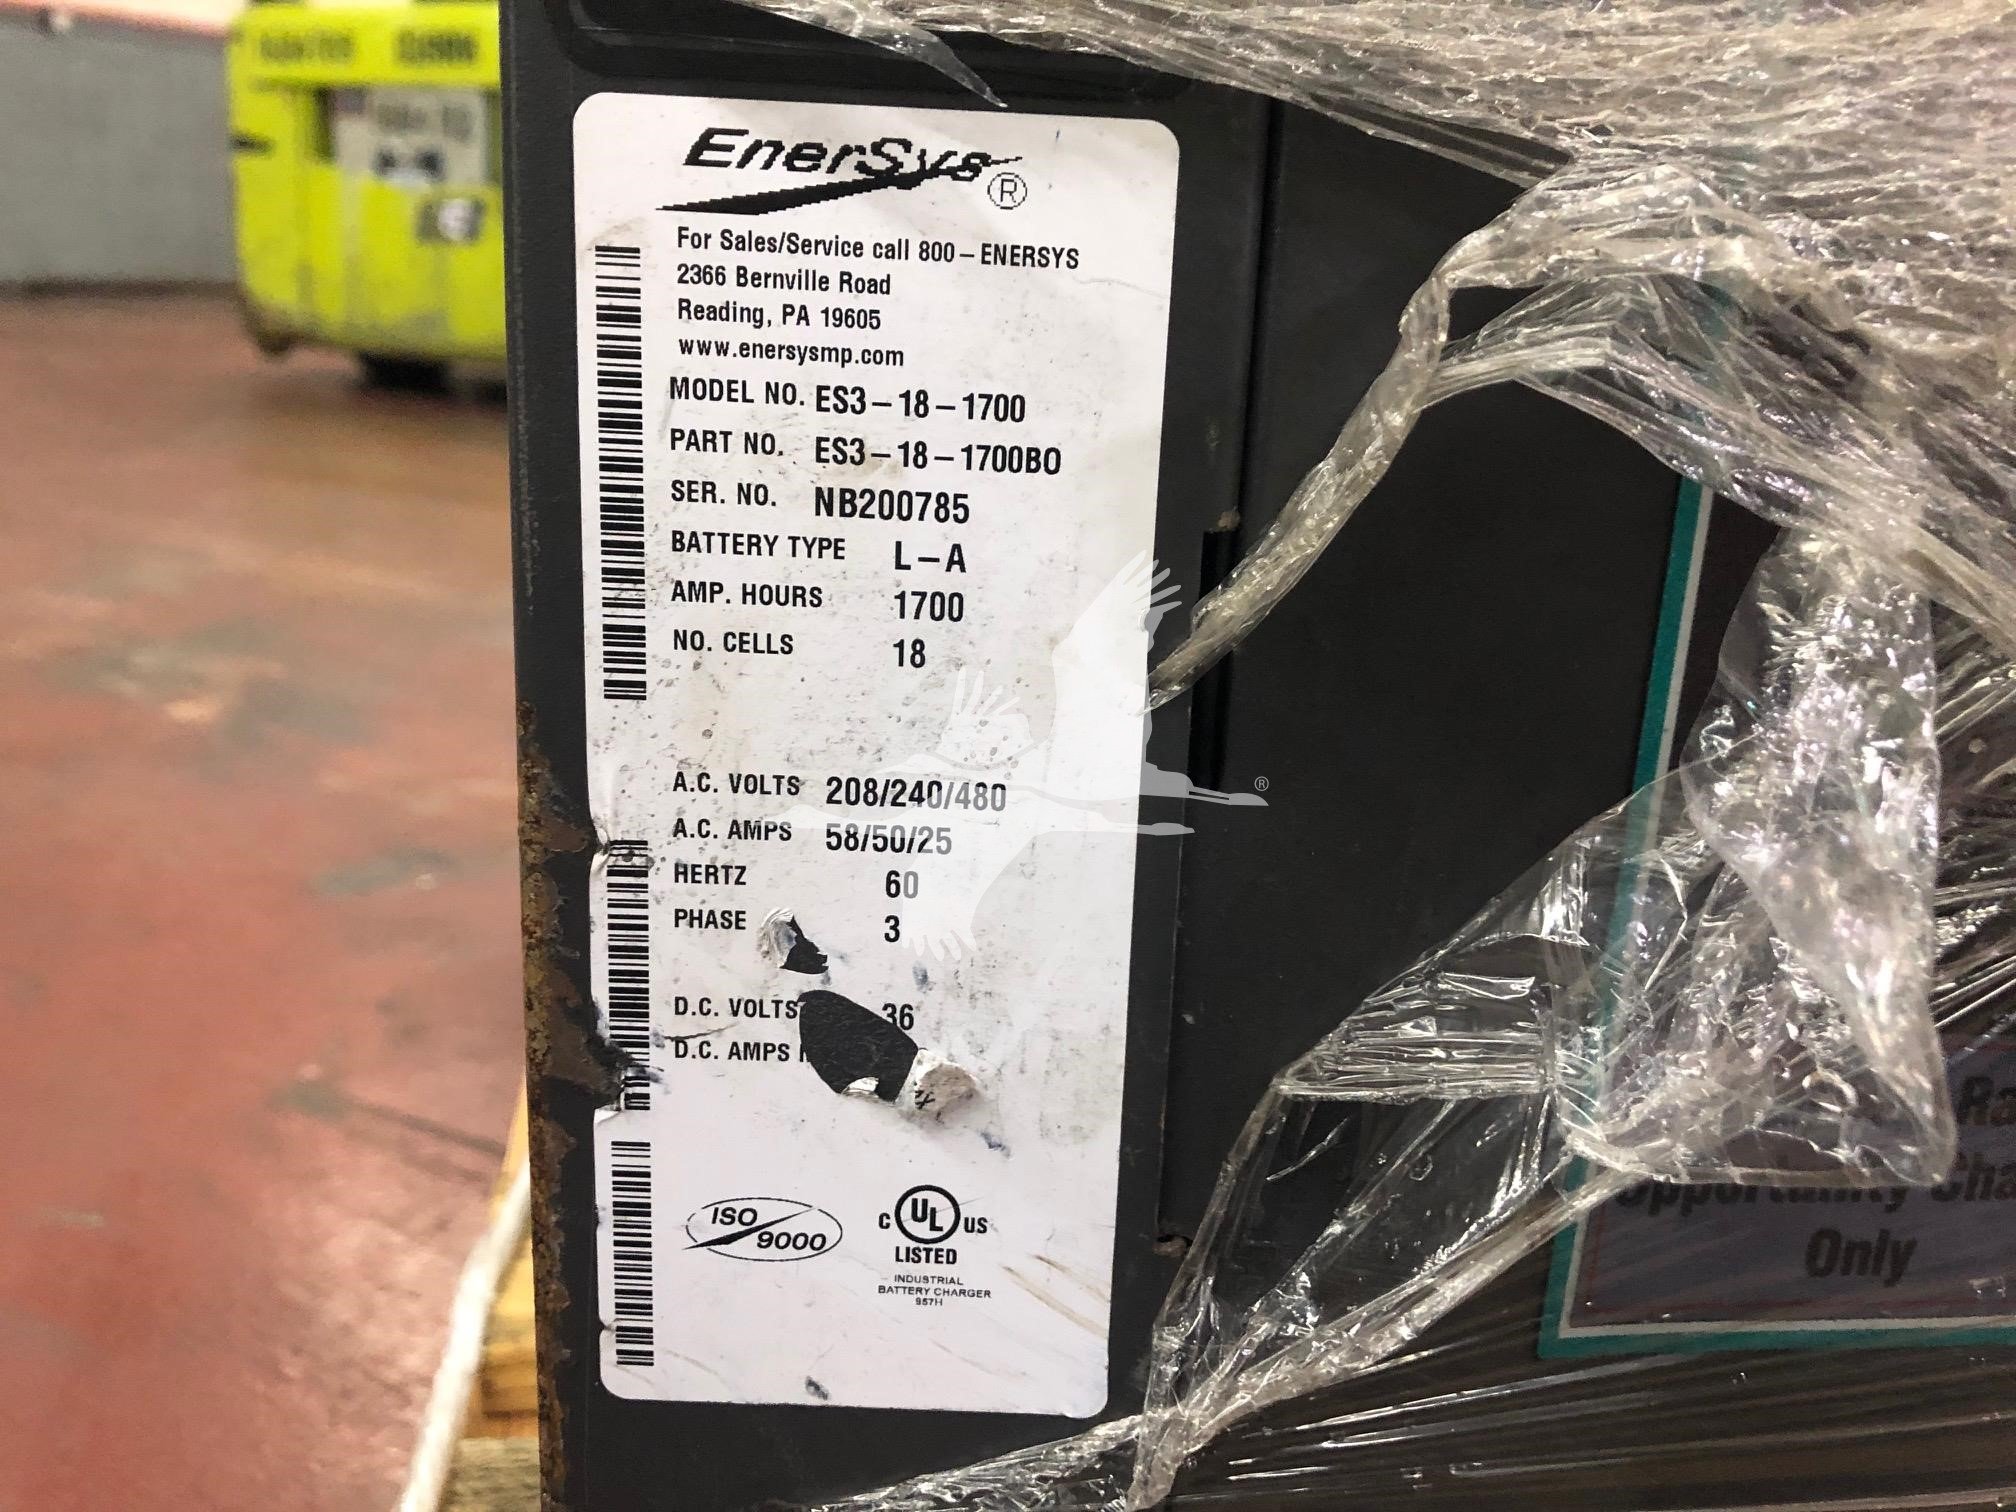 EnerSys®
For Sales/Service call 800-ENERSYS
2366 Bernville Road
Reading, PA 19605
www.enersysmp.com
MODEL NO. ES3-18-1700
PART NO. ES3-18-1700BO
SER. NO. NB200785
BATTERY TYPE L-A
AMP. HOURS 1700
NO. CELLS 18
A.C. VOLTS 208/240/480
A.C. AMPS 58/50/25
HERTZ 60
PHASE 3
D.C. VOLTS 36
D.C. AMPS
ISO 9000
C UL US
LISTED
INDUSTRIAL
BATTERY CHARGER
957H
®
Opportunity
Only